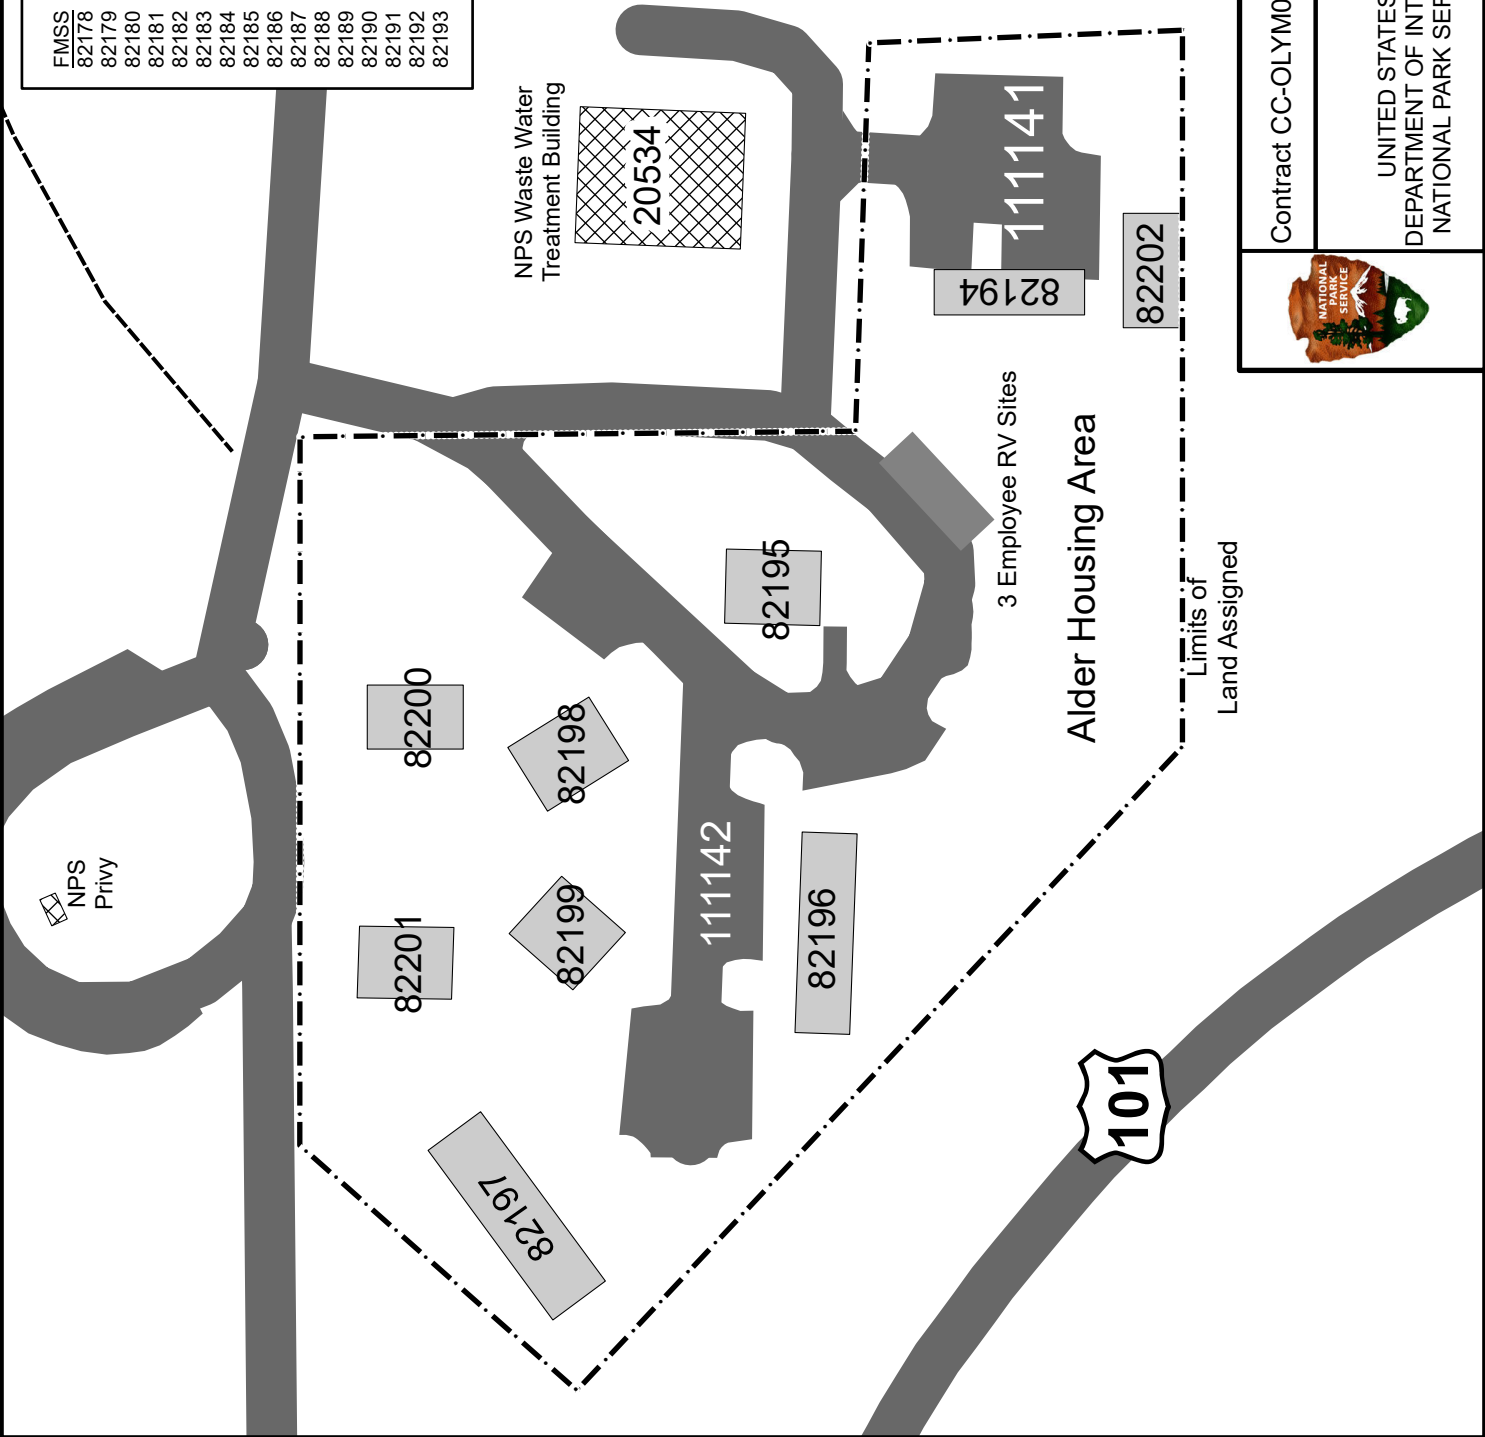 FMSS
82178
82179
82180
82181
82182
82183
82184
82185
82186
82187
82188
82189
82190
82191
82192
82193
NPS Waste Water
Treatment Building
20534
111141
82194
82202
3 Employee RV Sites
Alder Housing Area
Limits of
Land Assigned
82195
82200
82198
82201
82199
111142
82196
82197
NPS
Privy
101
Contract CC-OLYM0
UNITED STATES
DEPARTMENT OF INT
NATIONAL PARK SER
NATIONAL
PARK
SERVICE